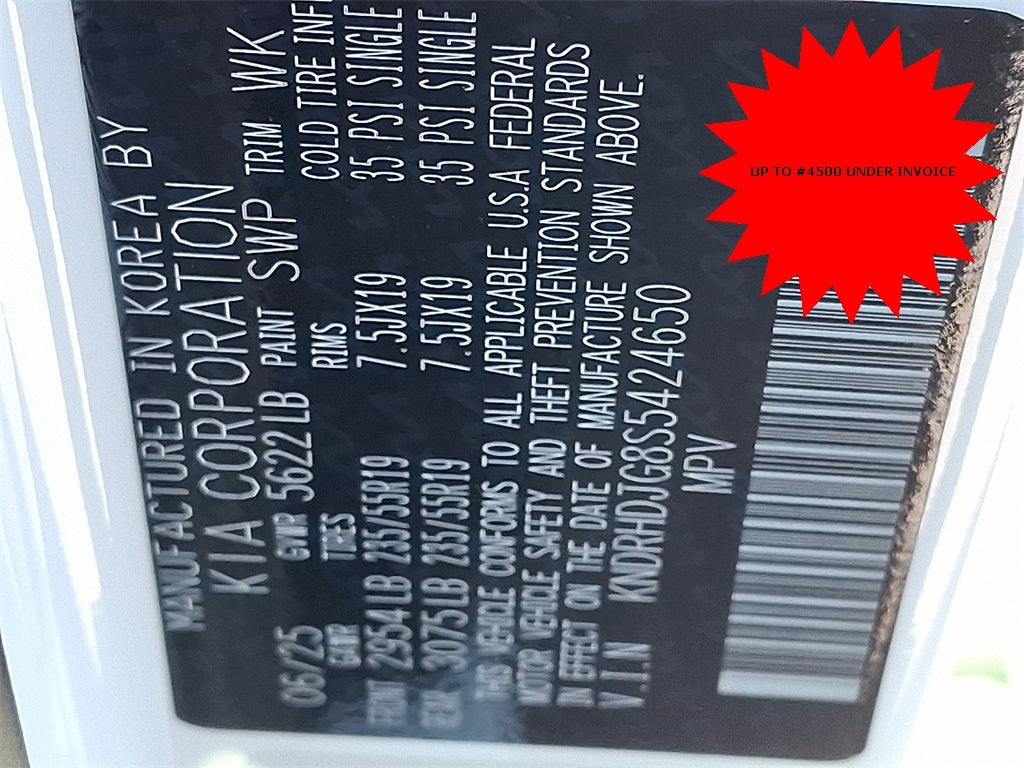 MANUFACTURED IN KOREA BY
KIA CORPORATION
06/25 GVWR 5622LB PAINT SWP TRIM WK
GAWR TIRES RIMS COLD TIRE INF
FRONT 2954LB 235/55R19 7.5JX19 35 PSI SINGLE
REAR 3075LB 235/55R19 7.5JX19 35 PSI SINGLE
THIS VEHICLE CONFORMS TO ALL APPLICABLE U.S.A FEDERAL
MOTOR VEHICLE SAFETY AND THEFT PREVENTION STANDARDS
IN EFFECT ON THE DATE OF MANUFACTURE SHOWN ABOVE.
V.I.N KNDRHDJG8S5424650
MPV
UP TO #4500 UNDER INVOICE